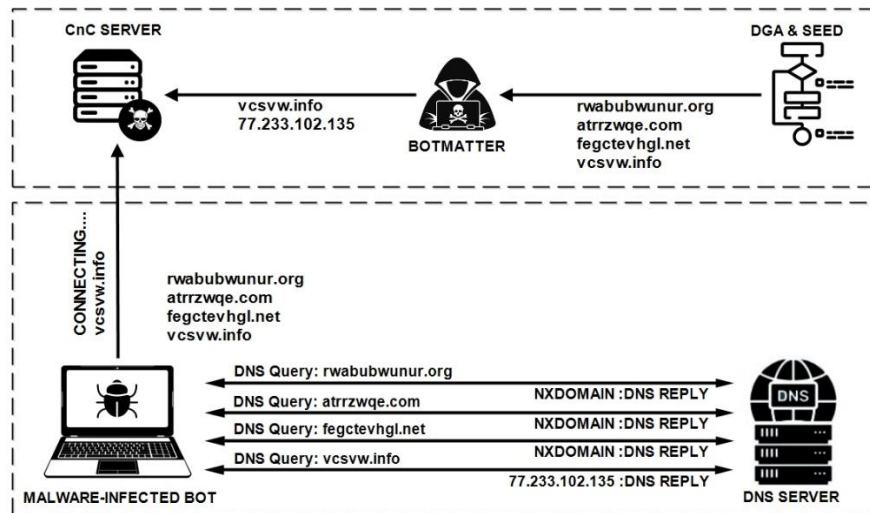 CnC SERVER
DGA & SEED
vcsvw.info
77.233.102.135
BOTMATTER
rwabubwunur.org
atrrzwqe.com
fegctevhgl.net
vcsvw.info
CONNECTING....
vcsvw.info
rwabubwunur.org
atrrzwqe.com
fegctevhgl.net
vcsvw.info
DNS Query: rwabubwunur.org
NXDOMAIN :DNS REPLY
DNS Query: atrrzwqe.com
NXDOMAIN :DNS REPLY
DNS Query: fegctevhgl.net
NXDOMAIN :DNS REPLY
DNS Query: vcsvw.info
77.233.102.135 :DNS REPLY
DNS
MALWARE-INFECTED BOT
DNS SERVER